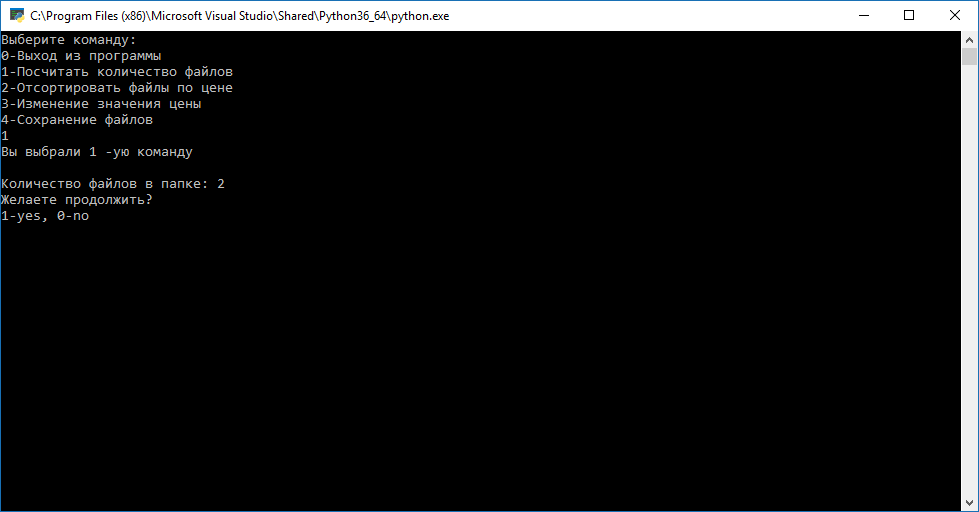 C:\Program Files (x86)\Microsoft Visual Studio\Shared\Python36_64\python.exe
Выберите команду:
0-Выход из программы
1-Посчитать количество файлов
2-Отсортировать файлы по цене
3-Изменение значения цены
4-Сохранение файлов
1
Вы выбрали 1 -ую команду
Количество файлов в папке: 2
Желаете продолжить?
1-yes, 0-no